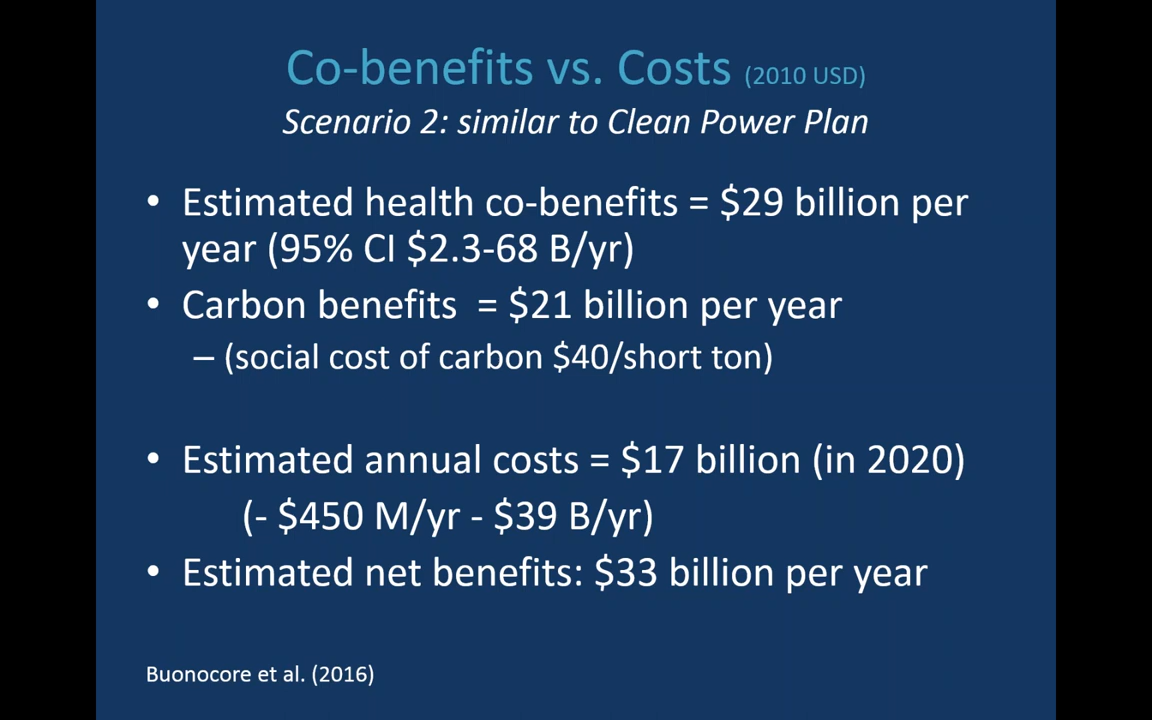 Co-benefits vs. Costs (2010 USD)
Scenario 2: similar to Clean Power Plan
• Estimated health co-benefits = $29 billion per
year (95% CI $2.3-68 B/yr)
• Carbon benefits = $21 billion per year
– (social cost of carbon $40/short ton)
• Estimated annual costs = $17 billion (in 2020)
(- $450 M/yr - $39 B/yr)
• Estimated net benefits: $33 billion per year
Buonocore et al. (2016)